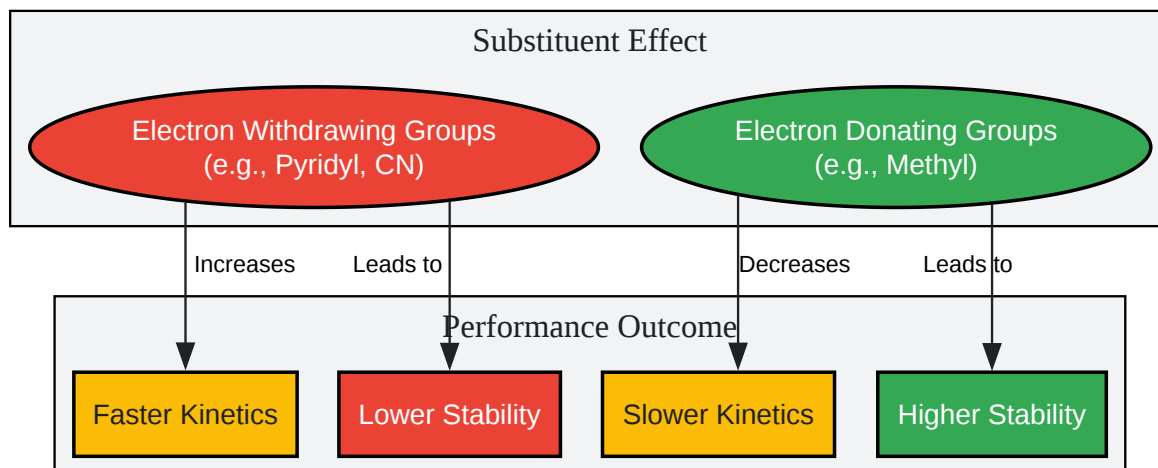 Substituent Effect
Electron Withdrawing Groups
(e.g., Pyridyl, CN)
Electron Donating Groups
(e.g., Methyl)
Increases
Leads to
Decreases
Leads to
Performance Outcome
Faster Kinetics
Lower Stability
Slower Kinetics
Higher Stability